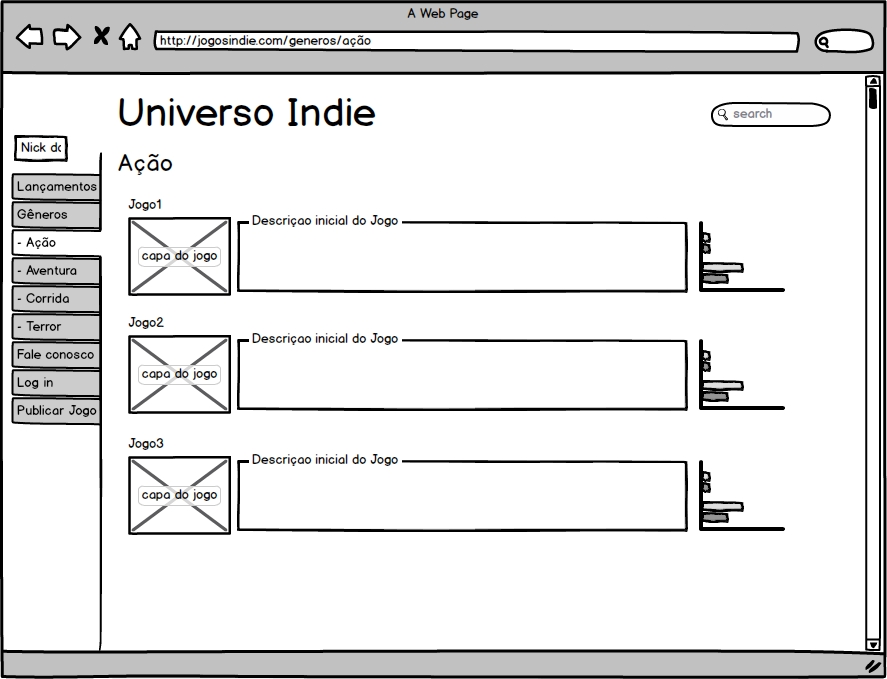 A Web Page
http://jogosindie.com/generos/ação
Universo Indie
search
Nick do
Ação
Lançamentos
Gêneros
- Ação
- Aventura
- Corrida
- Terror
Fale conosco
Log in
Publicar Jogo
Jogo1
capa do jogo
Descriçao inicial do Jogo
Jogo2
capa do jogo
Descriçao inicial do Jogo
Jogo3
capa do jogo
Descriçao inicial do Jogo